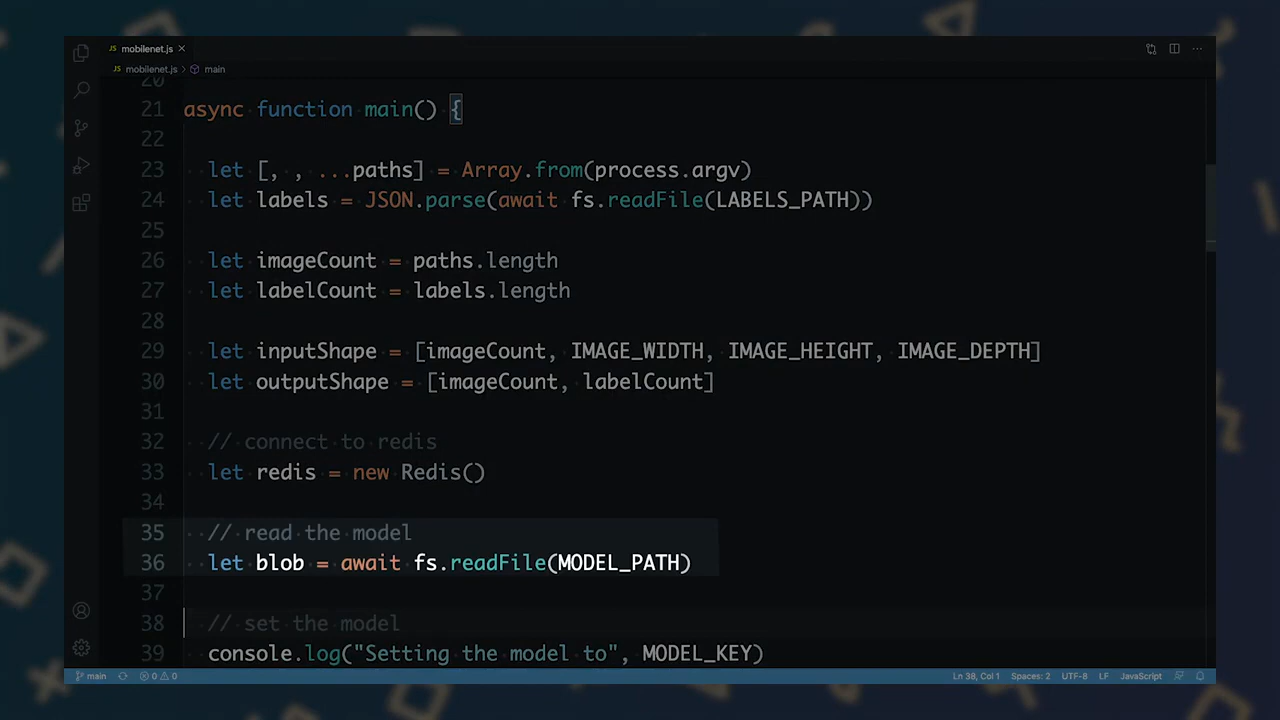 JS mobilenet.js ×
JS mobilenet.js > main
20
21 async function main() {
22
23 let [, , ...paths] = Array.from(process.argv)
24 let labels = JSON.parse(await fs.readFile(LABELS_PATH))
25
26 let imageCount = paths.length
27 let labelCount = labels.length
28
29 let inputShape = [imageCount, IMAGE_WIDTH, IMAGE_HEIGHT, IMAGE_DEPTH]
30 let outputShape = [imageCount, labelCount]
31
32 // connect to redis
33 let redis = new Redis()
34
35 // read the model
36 let blob = await fs.readFile(MODEL_PATH)
37
38 // set the model
39 console.log("Setting the model to", MODEL_KEY)
main 0 0 Ln 38, Col 1 Spaces: 2 UTF-8 LF JavaScript